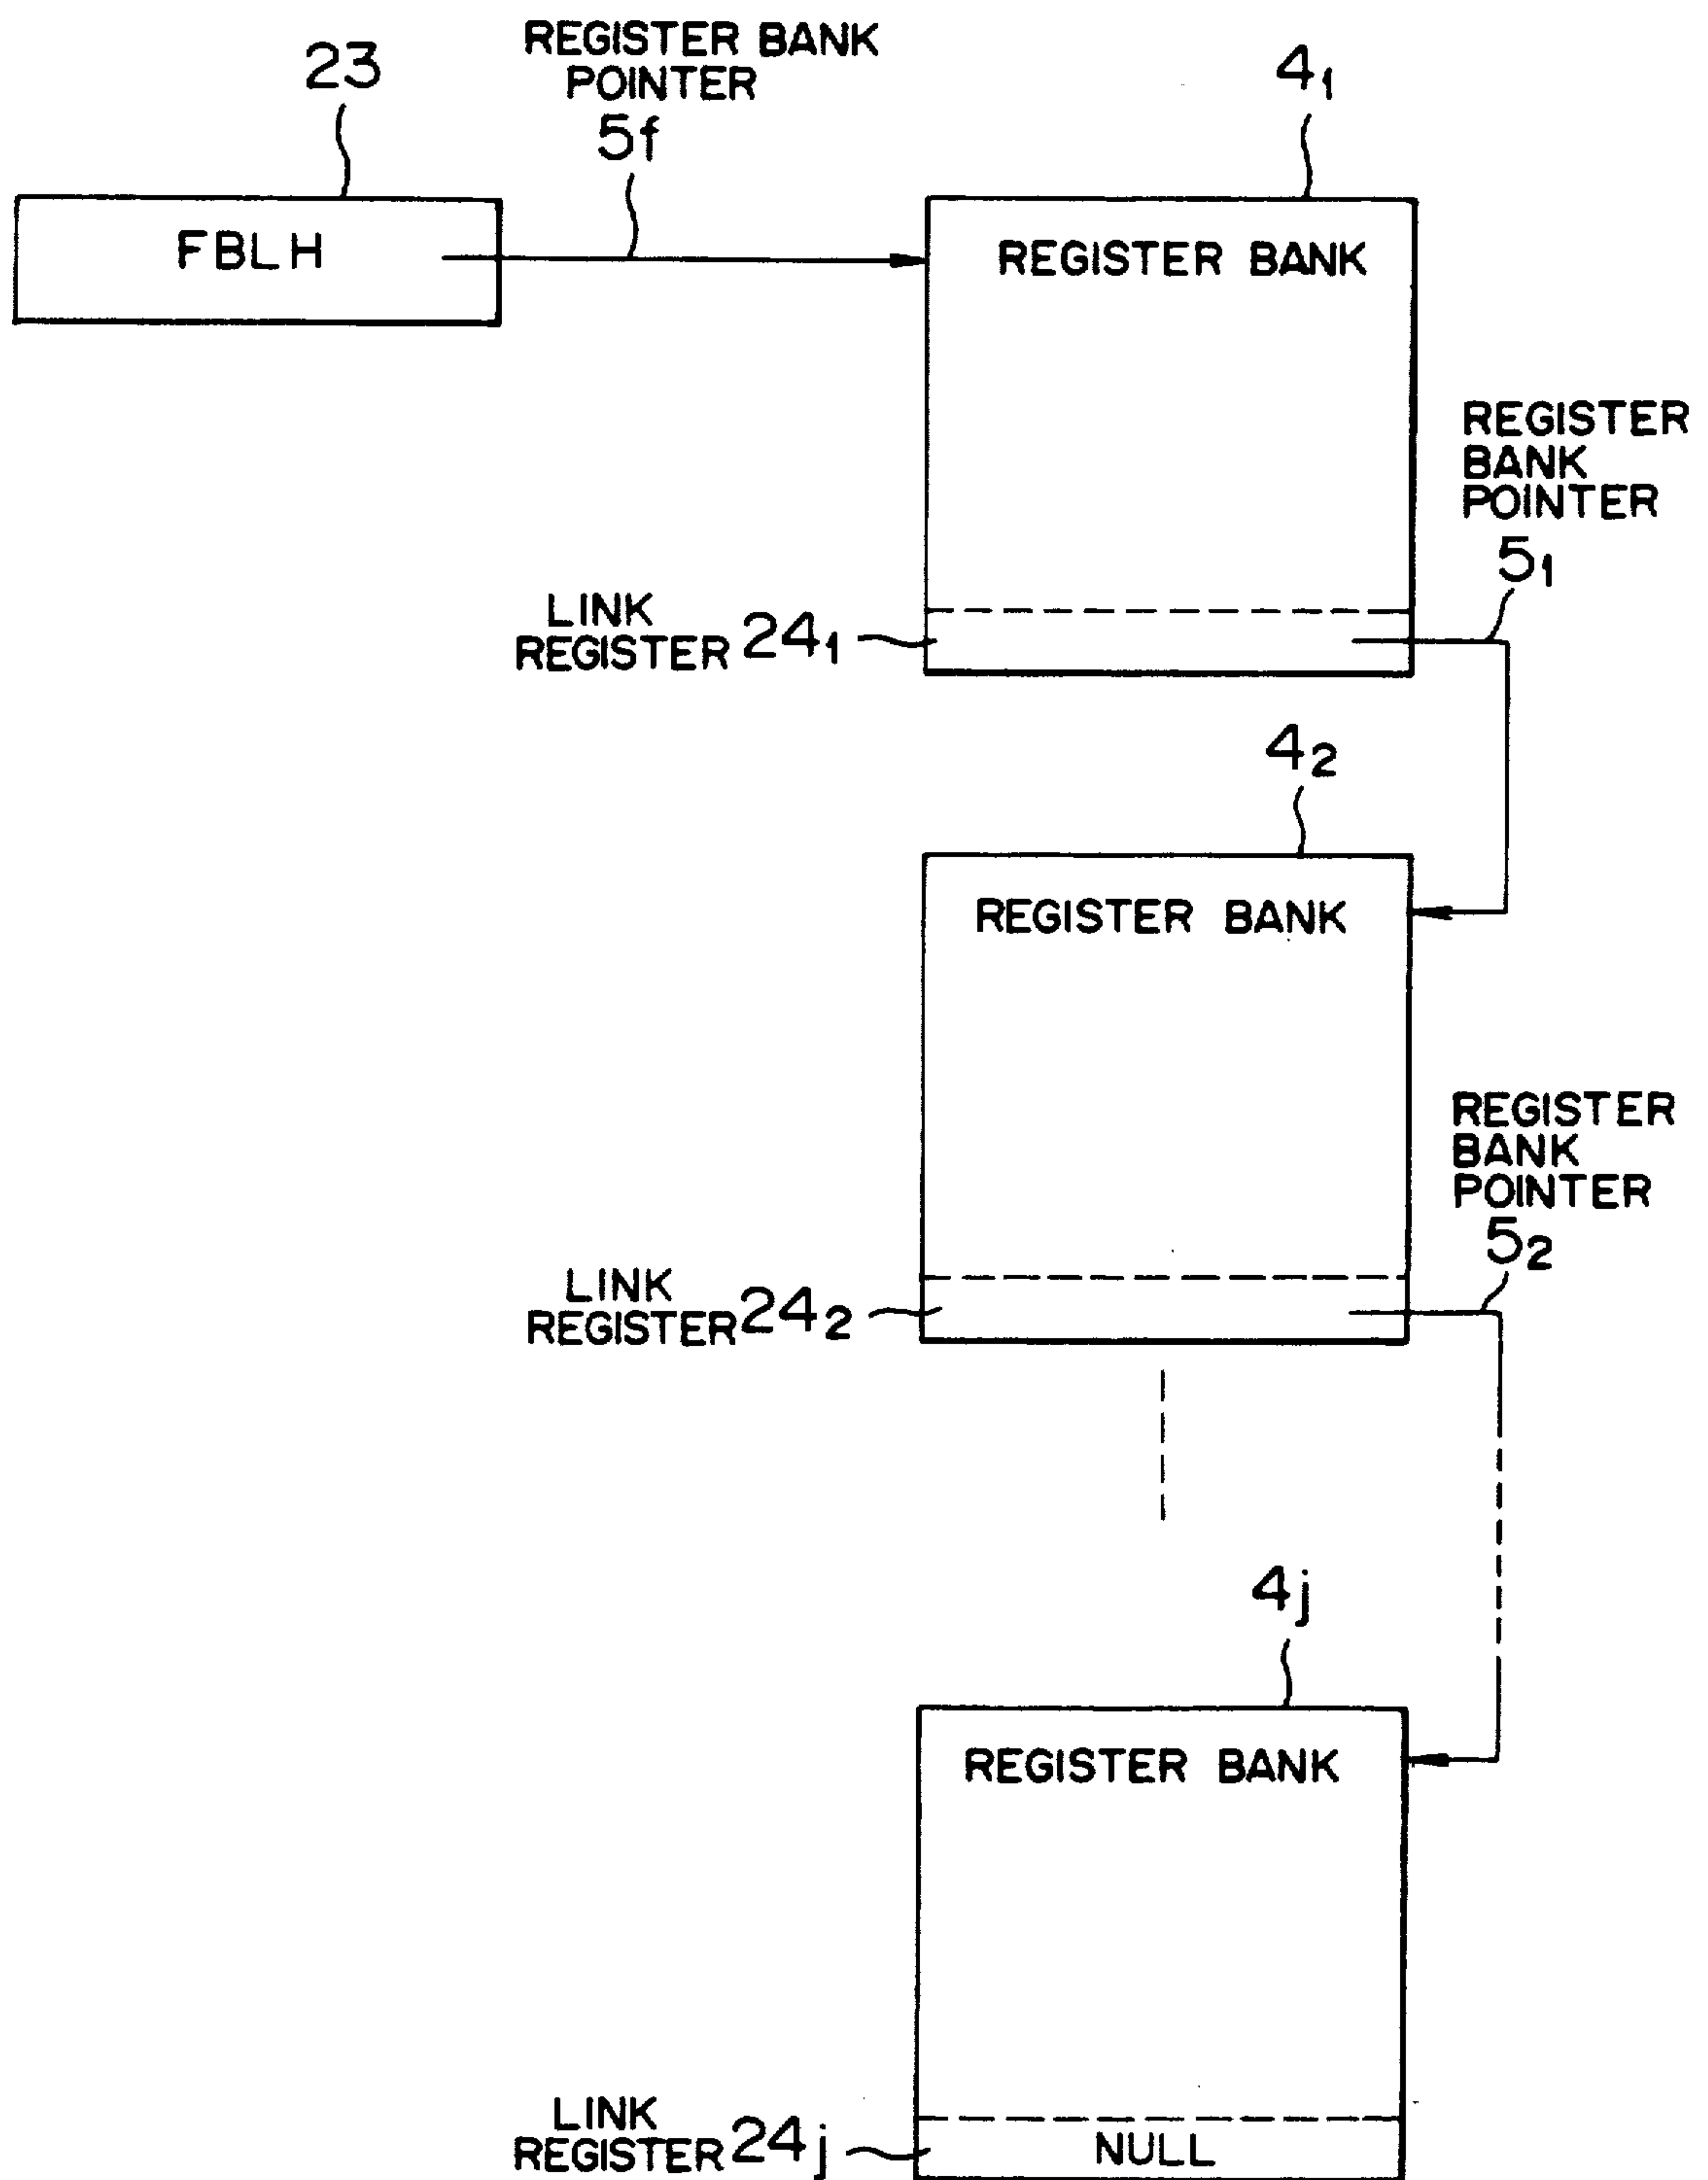 23
REGISTER BANK
POINTER
5f
4₁
FBLH
REGISTER BANK
REGISTER
BANK
POINTER
5₁
LINK
REGISTER 24₁
4₂
REGISTER BANK
REGISTER
BANK
POINTER
5₂
LINK
REGISTER 24₂
4j
REGISTER BANK
LINK
REGISTER 24j
NULL